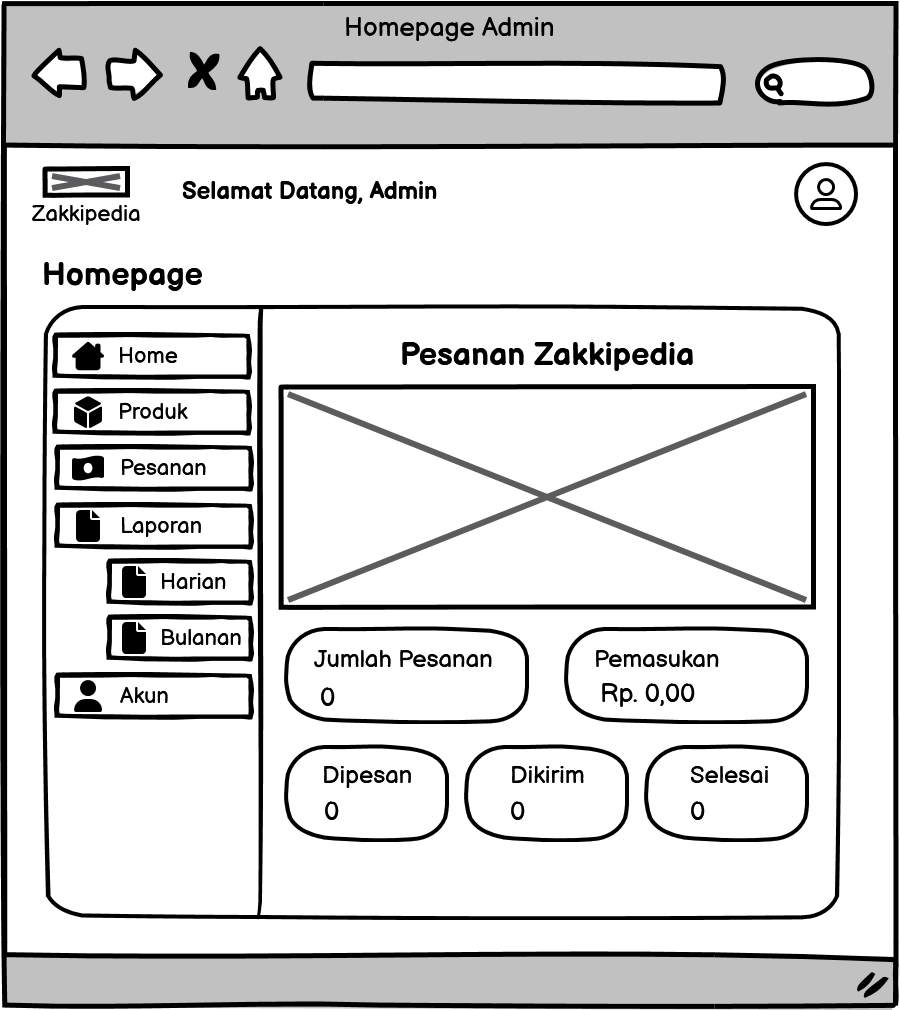 Homepage Admin
Zakkipedia
Selamat Datang, Admin
Homepage
Home
Produk
Pesanan
Laporan
Harian
Bulanan
Akun
Pesanan Zakkipedia
Jumlah Pesanan
0
Pemasukan
Rp. 0,00
Dipesan
0
Dikirim
0
Selesai
0